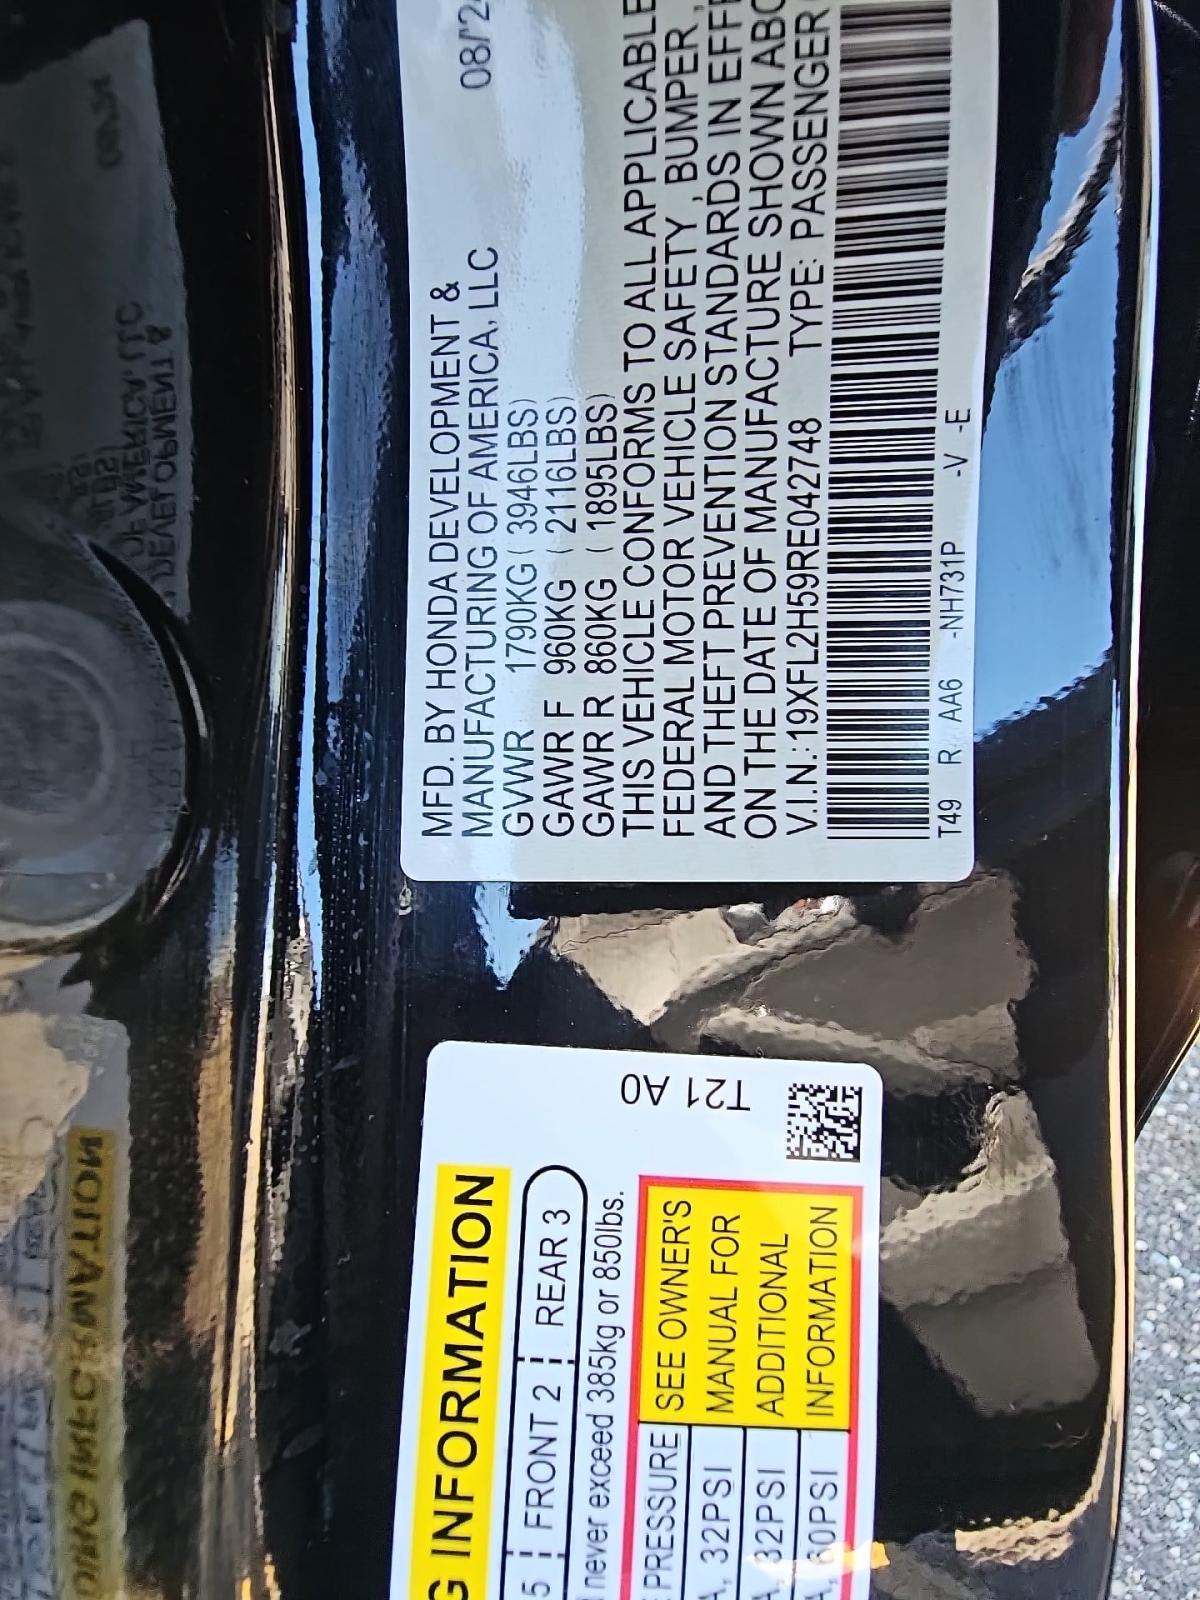 MFD. BY HONDA DEVELOPMENT &
MANUFACTURING OF AMERICA, LLC
GVWR 1790KG ( 3946LBS)
GAWR F 960KG ( 2116LBS)
GAWR R 860KG ( 1895LBS)
THIS VEHICLE CONFORMS TO ALL APPLICABLE
FEDERAL MOTOR VEHICLE SAFETY, BUMPER,
AND THEFT PREVENTION STANDARDS IN
ON THE DATE OF MANUFACTURE SHOWN
V.I.N.:19XFL2H59RE042748 TYPE: PASSENGER
T49 R AA6 -NH731P -V -E
INFORMATION
5 FRONT 2 REAR 3
never exceed 385kg or 850lbs.
PRESSURE
32PSI
32PSI
60PSI
SEE OWNER'S
MANUAL FOR
ADDITIONAL
INFORMATION
T21 A0